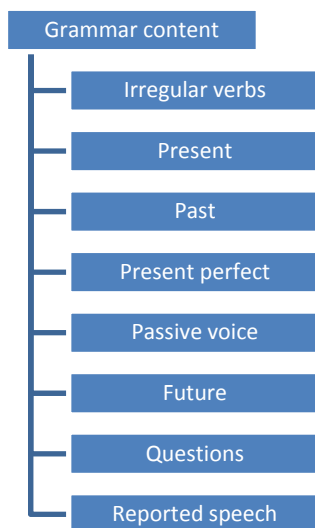 Grammar content
Irregular verbs
Present
Past
Present perfect
Passive voice
Future
Questions
Reported speech